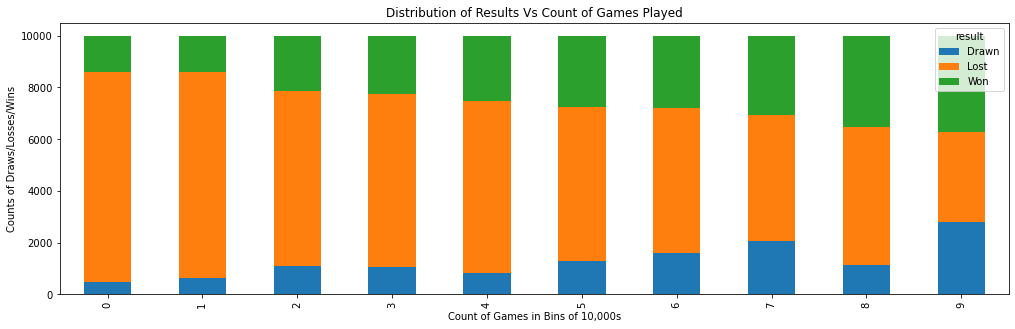 Distribution of Results Vs Count of Games Played
Counts of Draws/Losses/Wins
10000
8000
6000
4000
2000
0
result
Drawn
Lost
Won
0 1 2 3 4 5 6 7 8 9
Count of Games in Bins of 10,000s